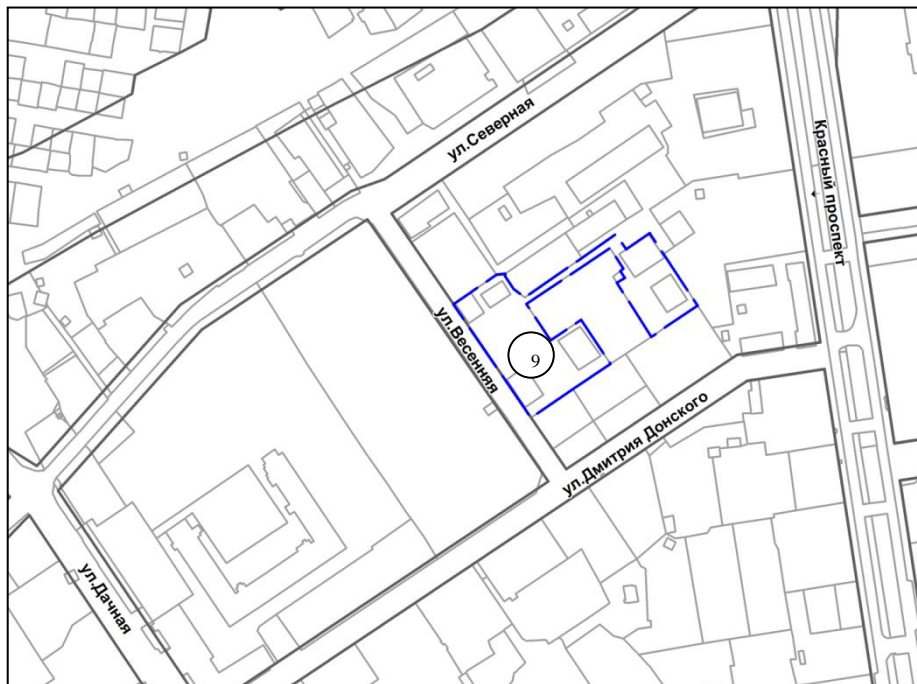 ул.Северная
Красный проспект
ул.Весенняя
9
ул.Дмитрия Донского
ул.Дачная